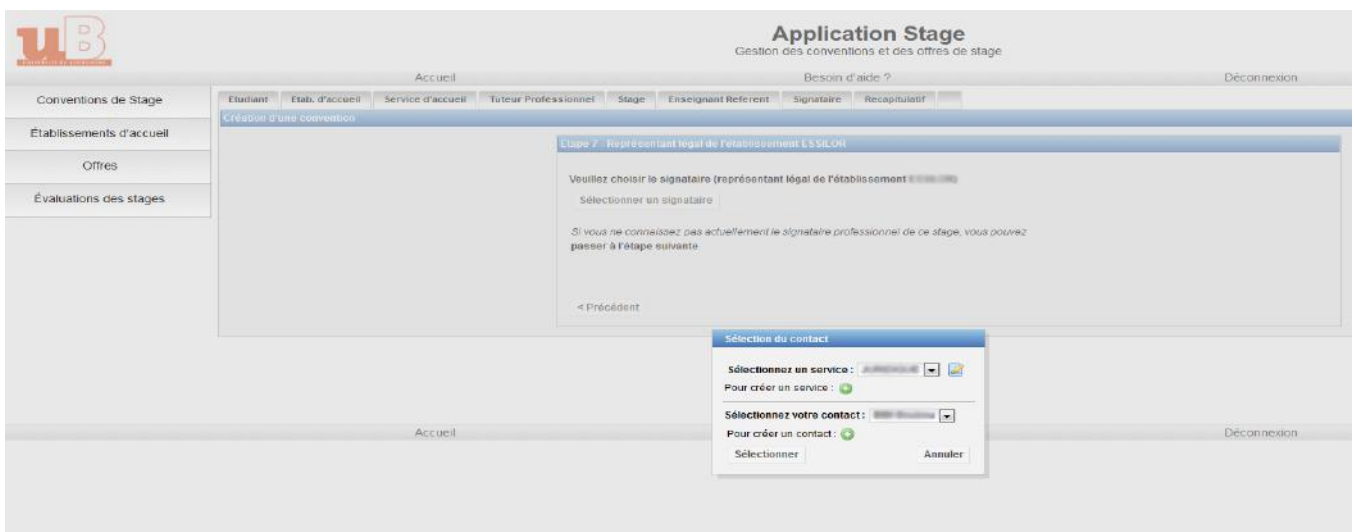 uB
Application Stage
Gestion des conventions et des offres de stage
Accueil Besoin d'aide ? Déconnexion
Conventions de Stage
Établissements d'accueil
Offres
Évaluations des stages
Etudiant Etab. d'accueil Service d'accueil Tuteur Professionnel Stage Enseignant Referent Signataire Recapitulatif
Création d'une convention
Etape 7 - Représentant légal de l'établissement ESSILOR
Veuillez choisir le signataire (représentant légal de l'établissement
Sélectionner un signataire
Si vous ne connaissez pas actuellement le signataire professionnel de ce stage, vous pouvez
passer à l'étape suivante
< Précédent
Sélection du contact
Sélectionnez un service :
Pour créer un service :
Sélectionnez votre contact :
Pour créer un contact :
Sélectionner Annuler
Accueil Déconnexion